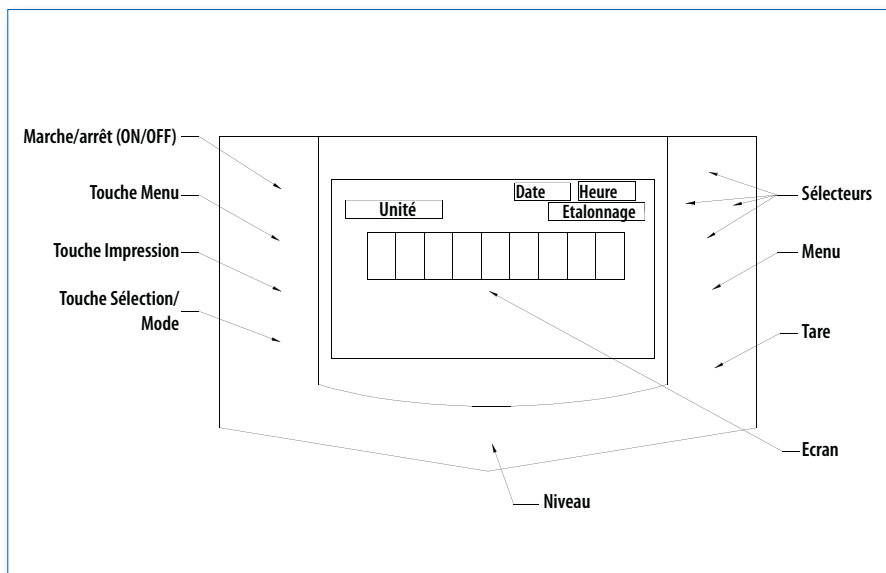 Marche/arrêt (ON/OFF)
Touche Menu
Touche Impression
Touche Sélection/
Mode
Unité
Date
Heure
Etalonnage
Sélecteurs
Menu
Tare
Ecran
Niveau